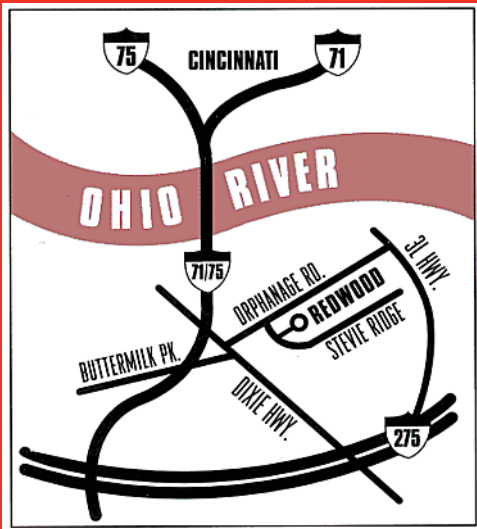 75
CINCINNATI
71
OHIO RIVER
71/75
3L HWY.
ORPHANAGE RD.
REDWOOD
STEVIE RIDGE
BUTTERMILK PK.
DIXIE HWY.
275